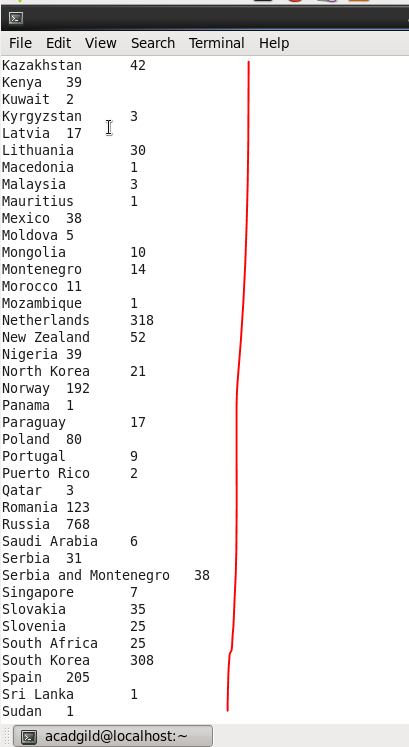 File Edit View Search Terminal Help
Kazakhstan 42
Kenya 39
Kuwait 2
Kyrgyzstan 3
Latvia 17
Lithuania 30
Macedonia 1
Malaysia 3
Mauritius 1
Mexico 38
Moldova 5
Mongolia 10
Montenegro 14
Morocco 11
Mozambique 1
Netherlands 318
New Zealand 52
Nigeria 39
North Korea 21
Norway 192
Panama 1
Paraguay 17
Poland 80
Portugal 9
Puerto Rico 2
Qatar 3
Romania 123
Russia 768
Saudi Arabia 6
Serbia 31
Serbia and Montenegro 38
Singapore 7
Slovakia 35
Slovenia 25
South Africa 25
South Korea 308
Spain 205
Sri Lanka 1
Sudan 1
acadgild@localhost:~